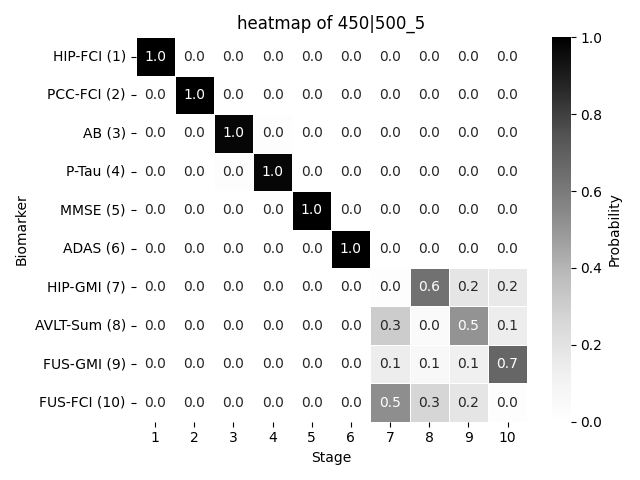 heatmap of 450|500_5
HIP-FCI (1) 1.0 0.0 0.0 0.0 0.0 0.0 0.0 0.0 0.0 0.0
PCC-FCI (2) 0.0 1.0 0.0 0.0 0.0 0.0 0.0 0.0 0.0 0.0
AB (3) 0.0 0.0 1.0 0.0 0.0 0.0 0.0 0.0 0.0 0.0
P-Tau (4) 0.0 0.0 0.0 1.0 0.0 0.0 0.0 0.0 0.0 0.0
MMSE (5) 0.0 0.0 0.0 0.0 1.0 0.0 0.0 0.0 0.0 0.0
ADAS (6) 0.0 0.0 0.0 0.0 0.0 1.0 0.0 0.0 0.0 0.0
HIP-GMI (7) 0.0 0.0 0.0 0.0 0.0 0.0 0.0 0.6 0.2 0.2
AVLT-Sum (8) 0.0 0.0 0.0 0.0 0.0 0.0 0.3 0.0 0.5 0.1
FUS-GMI (9) 0.0 0.0 0.0 0.0 0.0 0.0 0.1 0.1 0.1 0.7
FUS-FCI (10) 0.0 0.0 0.0 0.0 0.0 0.0 0.5 0.3 0.2 0.0
1 2 3 4 5 6 7 8 9 10
Stage
Biomarker
1.0
0.8
0.6
0.4
0.2
0.0
Probability